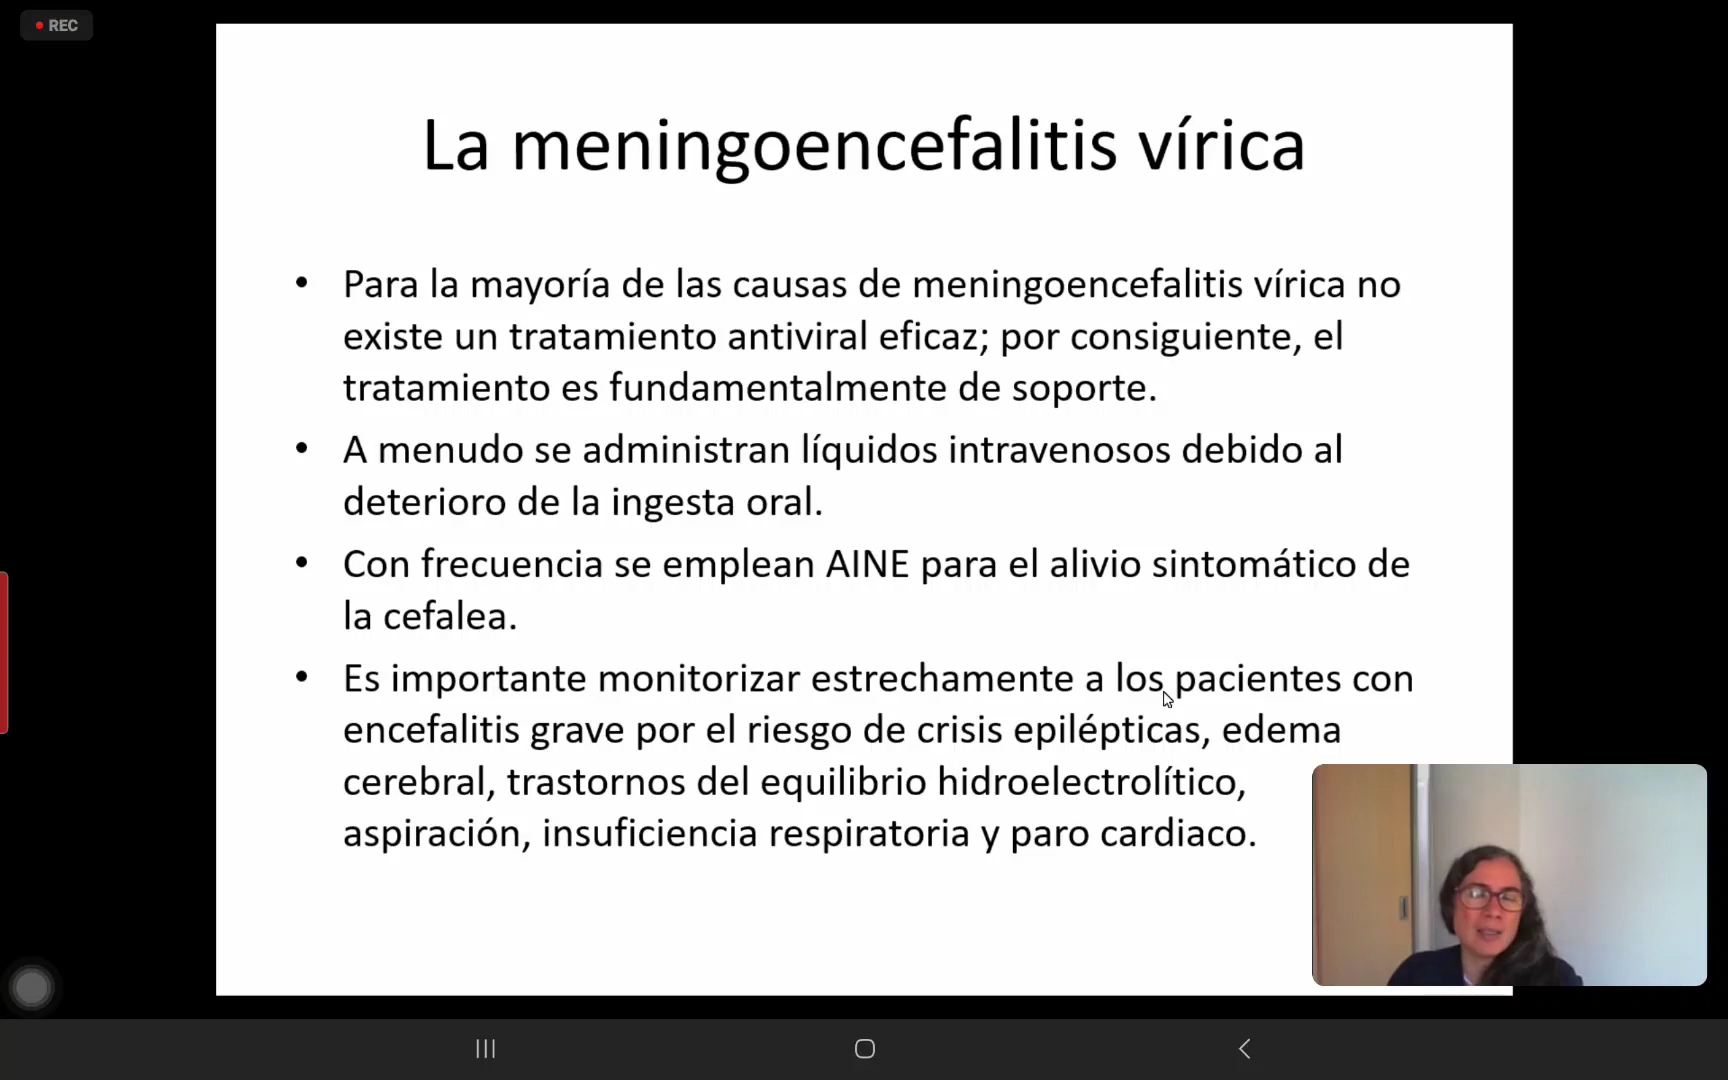 REC
La meningoencefalitis vírica
• Para la mayoría de las causas de meningoencefalitis vírica no
existe un tratamiento antiviral eficaz; por consiguiente, el
tratamiento es fundamentalmente de soporte.
• A menudo se administran líquidos intravenosos debido al
deterioro de la ingesta oral.
• Con frecuencia se emplean AINE para el alivio sintomático de
la cefalea.
• Es importante monitorizar estrechamente a los pacientes con
encefalitis grave por el riesgo de crisis epilépticas, edema
cerebral, trastornos del equilibrio hidroelectrolítico,
aspiración, insuficiencia respiratoria y paro cardiaco.